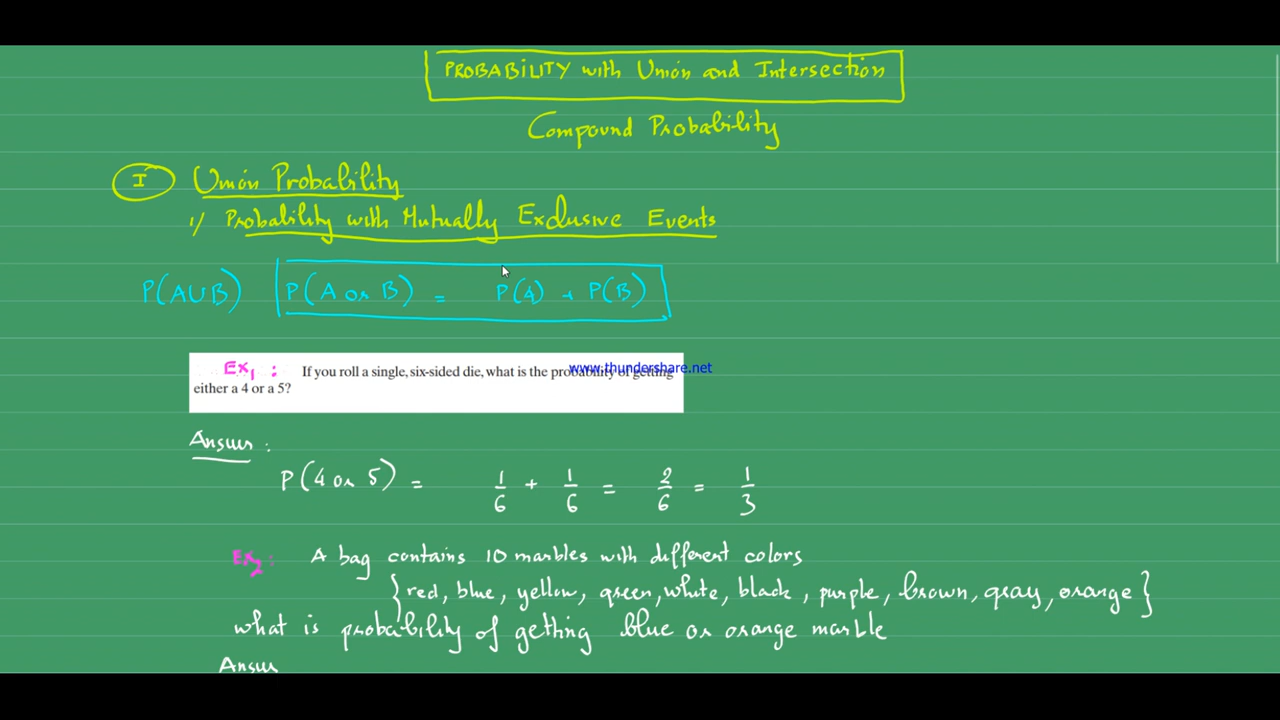 PROBABILITY with Union and Intersection
Compound Probability
I Union Probability
1/ Probability with Mutually Exclusive Events
P(A∪B) P(A or B) = P(A) + P(B)
www.thundershare.net
Ex1 : If you roll a single, six-sided die, what is the probability of getting
either a 4 or a 5?
Answer :
P(4 or 5) = 1/6 + 1/6 = 2/6 = 1/3
Ex2: A bag contains 10 marbles with different colors
{red, blue, yellow, green, white, black, purple, brown, gray, orange}
what is probability of getting blue or orange marble
Answer